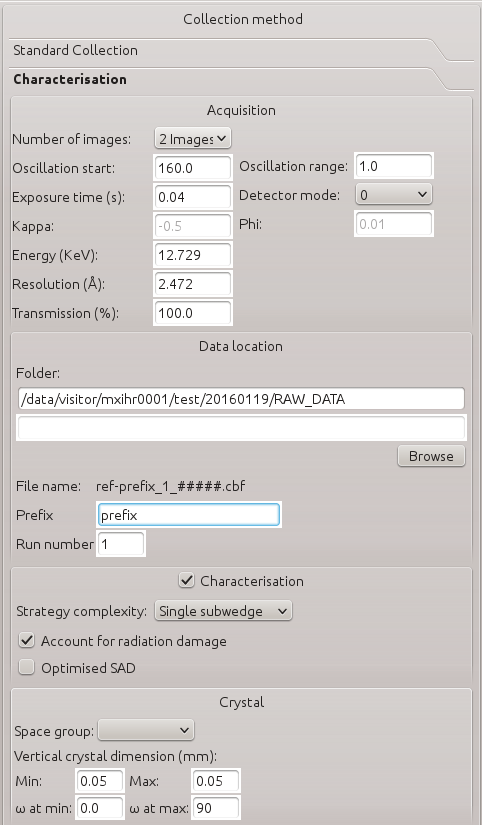 Collection method
Standard Collection
Characterisation
Acquisition
Number of images: 2 Images
Oscillation start: 160.0 Oscillation range: 1.0
Exposure time (s): 0.04 Detector mode: 0
Kappa: -0.5 Phi: 0.01
Energy (KeV): 12.729
Resolution (Å): 2.472
Transmission (%): 100.0
Data location
Folder:
/data/visitor/mxihr0001/test/20160119/RAW_DATA
Browse
File name: ref-prefix_1_#####.cbf
Prefix prefix
Run number 1
Characterisation
Strategy complexity: Single subwedge
Account for radiation damage
Optimised SAD
Crystal
Space group:
Vertical crystal dimension (mm):
Min: 0.05 Max: 0.05
ω at min: 0.0 ω at max: 90